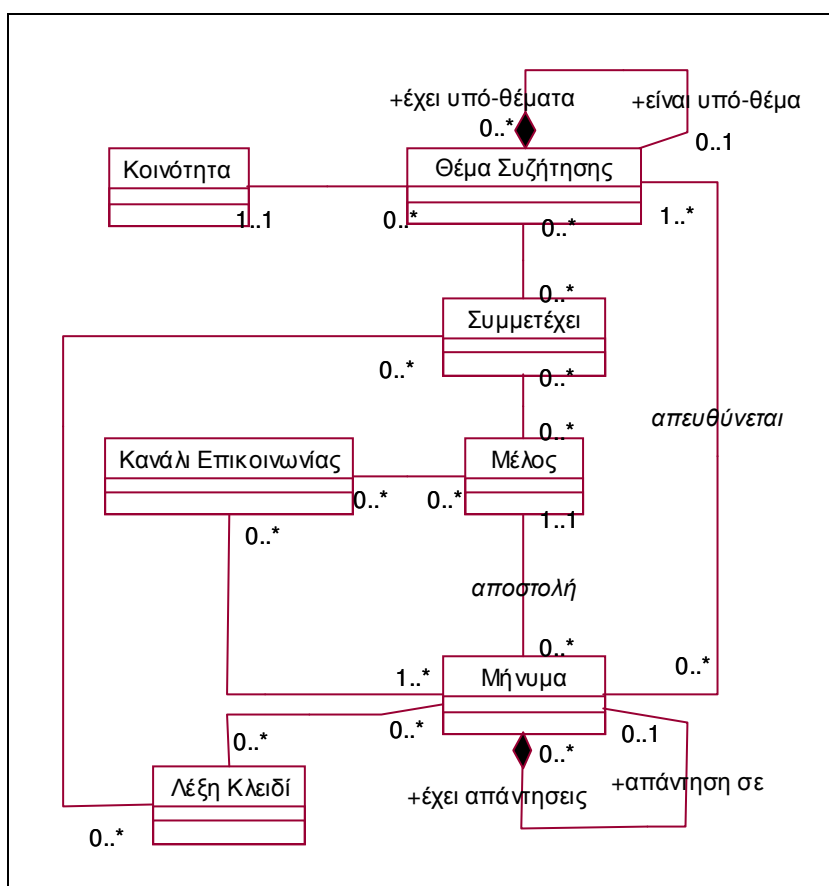 +έχει υπό-θέματα
+είναι υπό-θέμα
0..*
0..1
Κοινότητα
Θέμα Συζήτησης
1..1
0..*
0..*
1..*
0..*
Συμμετέχει
0..*
0..*
απευθύνεται
0..*
Κανάλι Επικοινωνίας
Μέλος
0..*
0..*
0..*
1..1
αποστολή
0..*
0..*
1..*
Μήνυμα
0..*
0..*
0..*
0..1
Λέξη Κλειδί
+έχει απάντησεις
+απάντηση σε
0..*